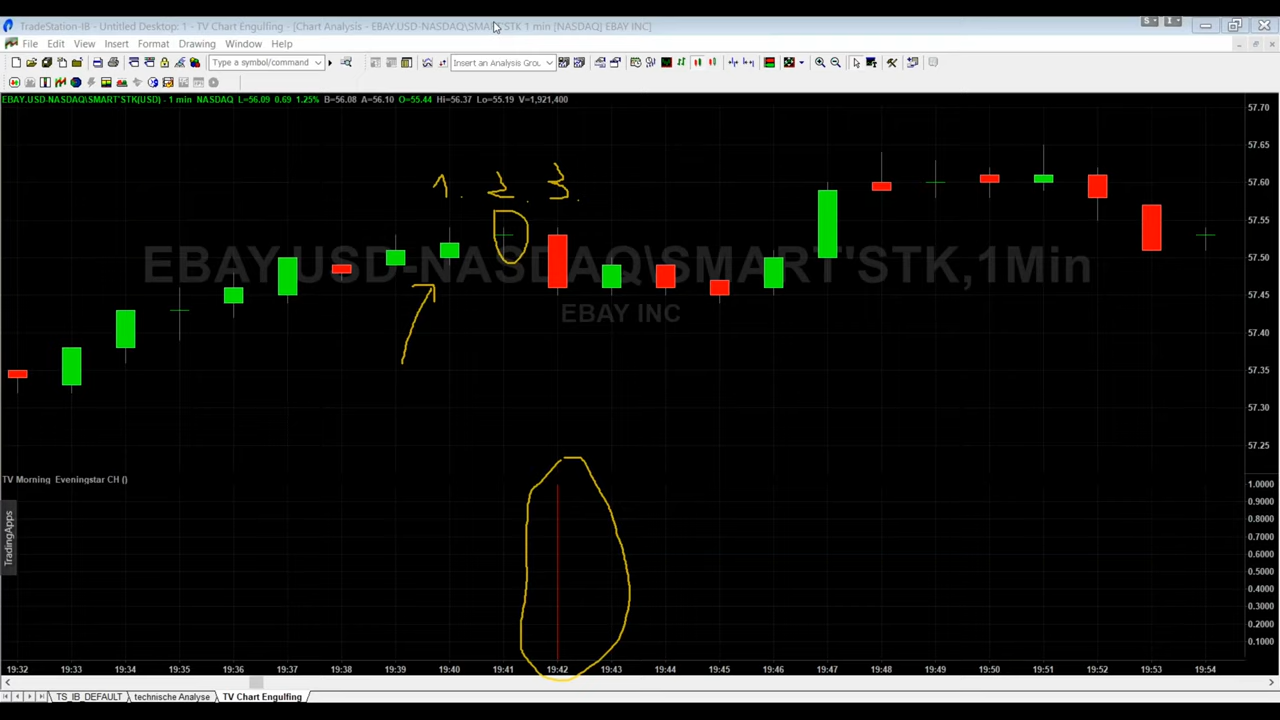 TradeStation-IB - Untitled Desktop: 1 - TV Chart Engulfing - [Chart Analysis - EBAY.USD-NASDAQ\SMART'STK 1 min [NASDAQ] EBAY INC]
File Edit View Insert Format Drawing Window Help
Type a symbol/command
Insert an Analysis Grou
EBAY.USD-NASDAQ\SMART'STK(USD) - 1 min NASDAQ L=56.09 0.69 1.25% B=56.08 A=56.10 O=55.44 Hi=56.37 Lo=55.19 V=1,921,400
57.70
57.65
1. 2. 3.
57.60
57.55
EBAY.USD-NASDAQ\SMART'STK,1Min
57.50
57.45
EBAY INC
57.40
57.35
57.30
57.25
TV Morning Eveningstar CH ()
1.0000
0.9000
0.8000
0.7000
0.6000
0.5000
0.4000
0.3000
0.2000
0.1000
TradingApps
19:32 19:33 19:34 19:35 19:36 19:37 19:38 19:39 19:40 19:41 19:42 19:43 19:44 19:45 19:46 19:47 19:48 19:49 19:50 19:51 19:52 19:53 19:54
TS_IB_DEFAULT technische Analyse TV Chart Engulfing